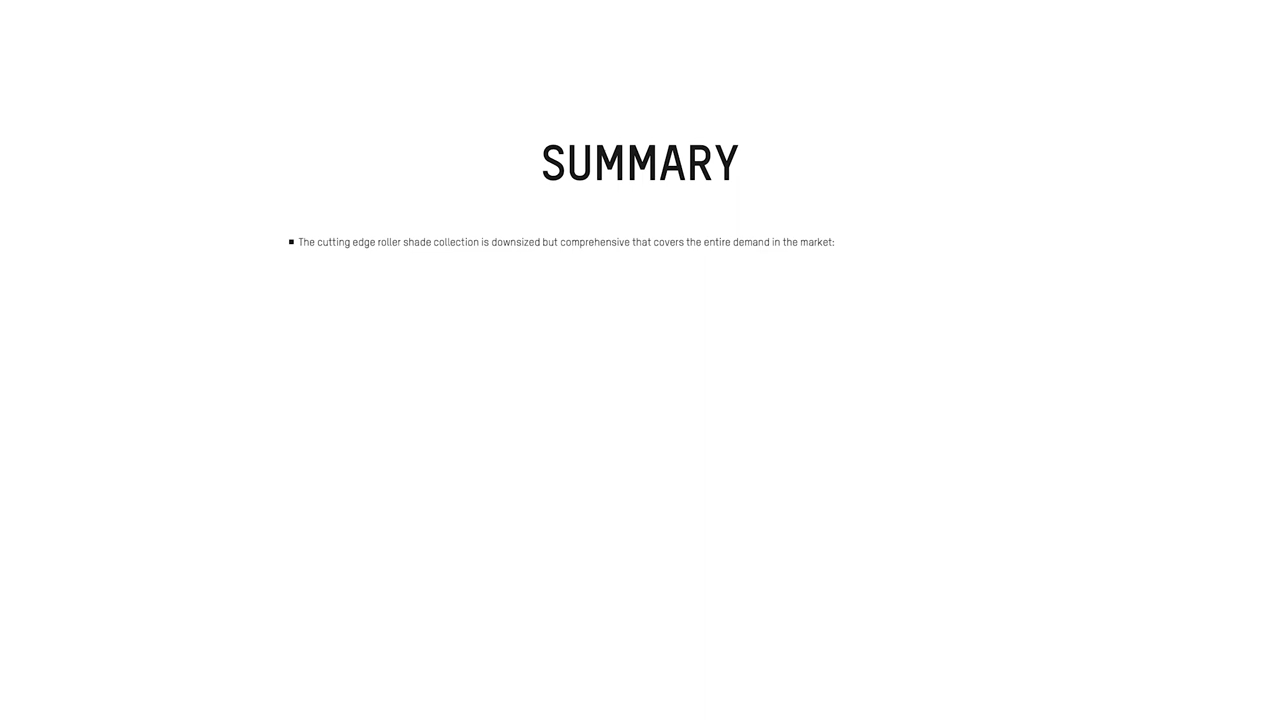 SUMMARY
▪ The cutting edge roller shade collection is downsized but comprehensive that covers the entire demand in the market: